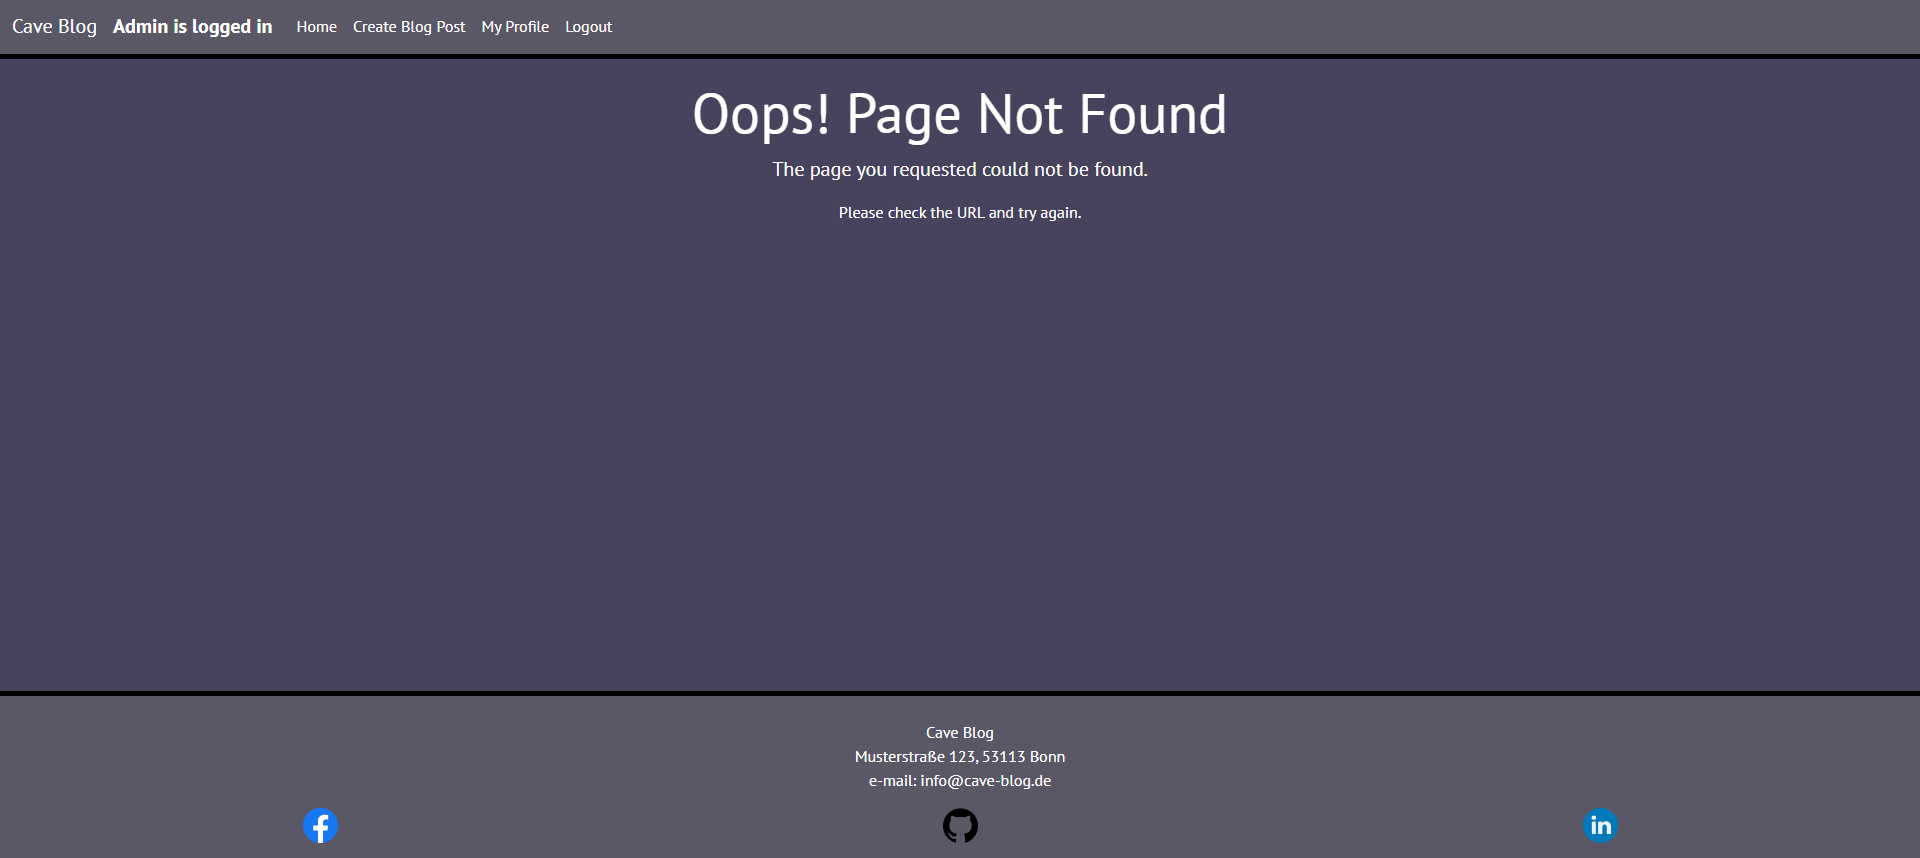 Cave Blog Admin is logged in Home Create Blog Post My Profile Logout
Oops! Page Not Found
The page you requested could not be found.
Please check the URL and try again.
Cave Blog
Musterstraße 123, 53113 Bonn
e-mail: info@cave-blog.de
in